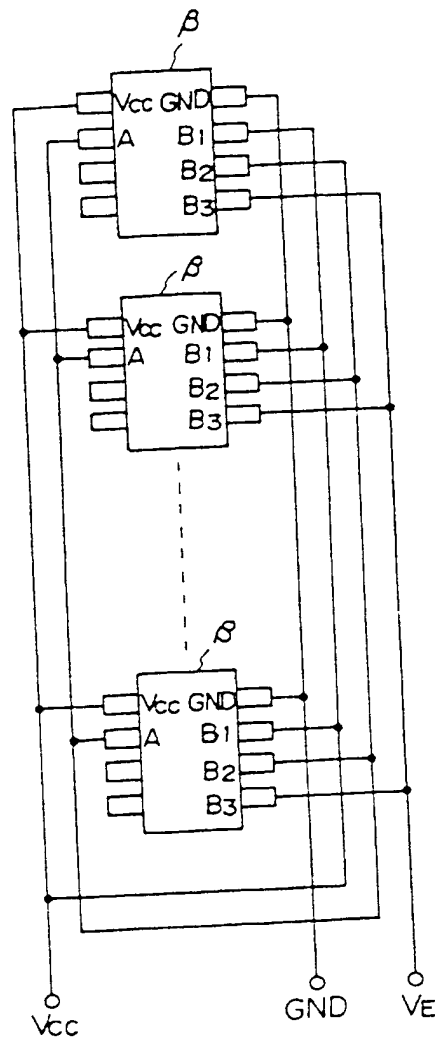 β
Vcc GND
A B1
B2
B3
β
Vcc GND
A B1
B2
B3
β
Vcc GND
A B1
B2
B3
Vcc GND VE